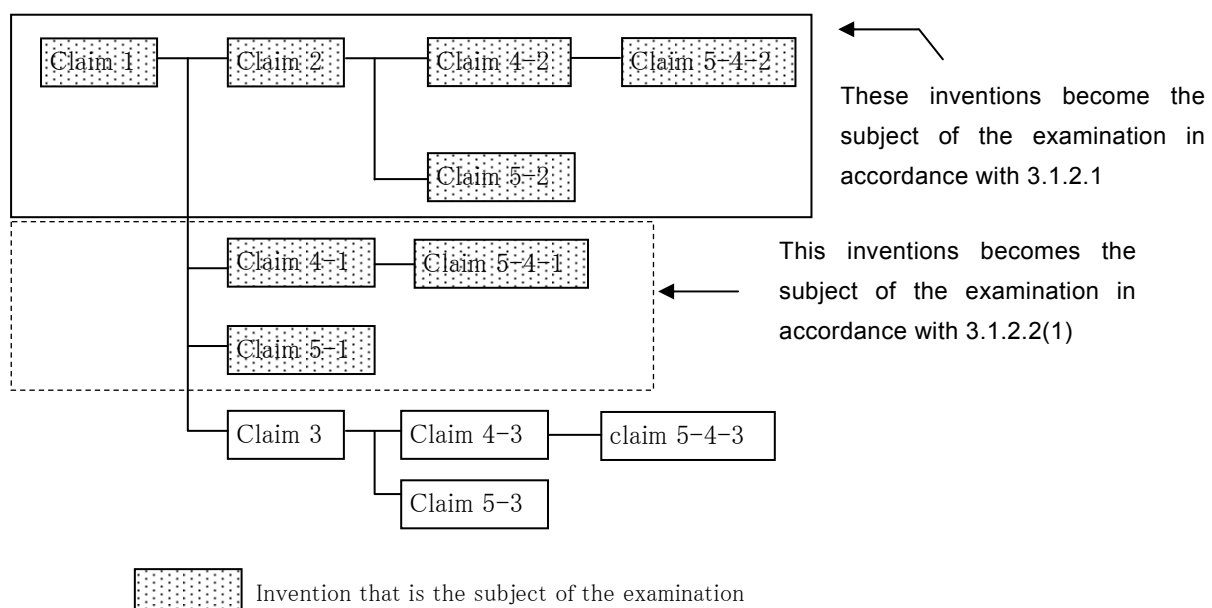 Claim 1
Claim 2
Claim 4-2
Claim 5-4-2
Claim 5-2
These inventions become the
subject of the examination in
accordance with 3.1.2.1
Claim 4-1
Claim 5-4-1
Claim 5-1
This inventions becomes the
subject of the examination in
accordance with 3.1.2.2(1)
Claim 3
Claim 4-3
claim 5-4-3
Claim 5-3
Invention that is the subject of the examination